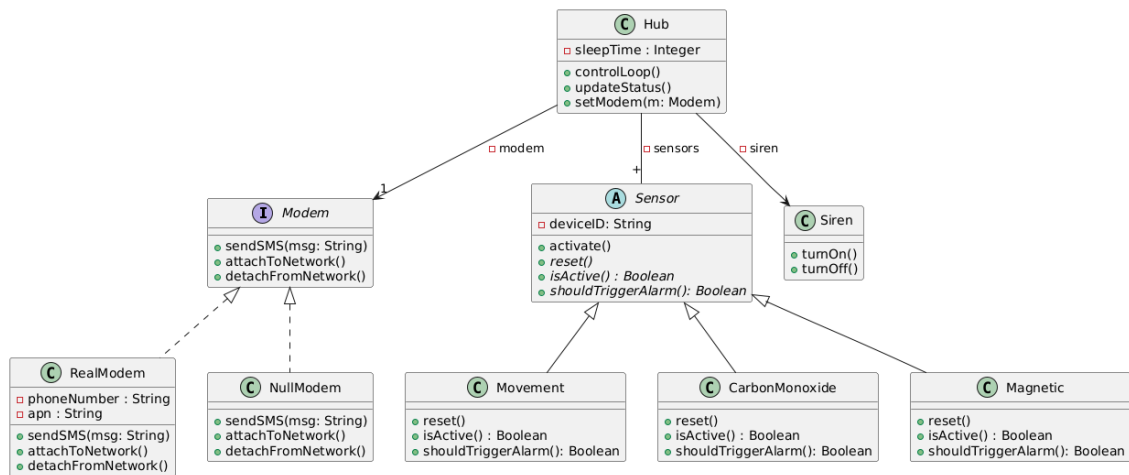 C Hub
sleepTime : Integer
controlLoop()
updateStatus()
setModem(m: Modem)
modem
sensors
siren
1
+
I Modem
sendSMS(msg: String)
attachToNetwork()
detachFromNetwork()
A Sensor
deviceID: String
activate()
reset()
isActive() : Boolean
shouldTriggerAlarm(): Boolean
C Siren
turnOn()
turnOff()
C RealModem
phoneNumber : String
apn : String
sendSMS(msg: String)
attachToNetwork()
detachFromNetwork()
C NullModem
sendSMS(msg: String)
attachToNetwork()
detachFromNetwork()
C Movement
reset()
isActive() : Boolean
shouldTriggerAlarm(): Boolean
C CarbonMonoxide
reset()
isActive() : Boolean
shouldTriggerAlarm(): Boolean
C Magnetic
reset()
isActive() : Boolean
shouldTriggerAlarm(): Boolean